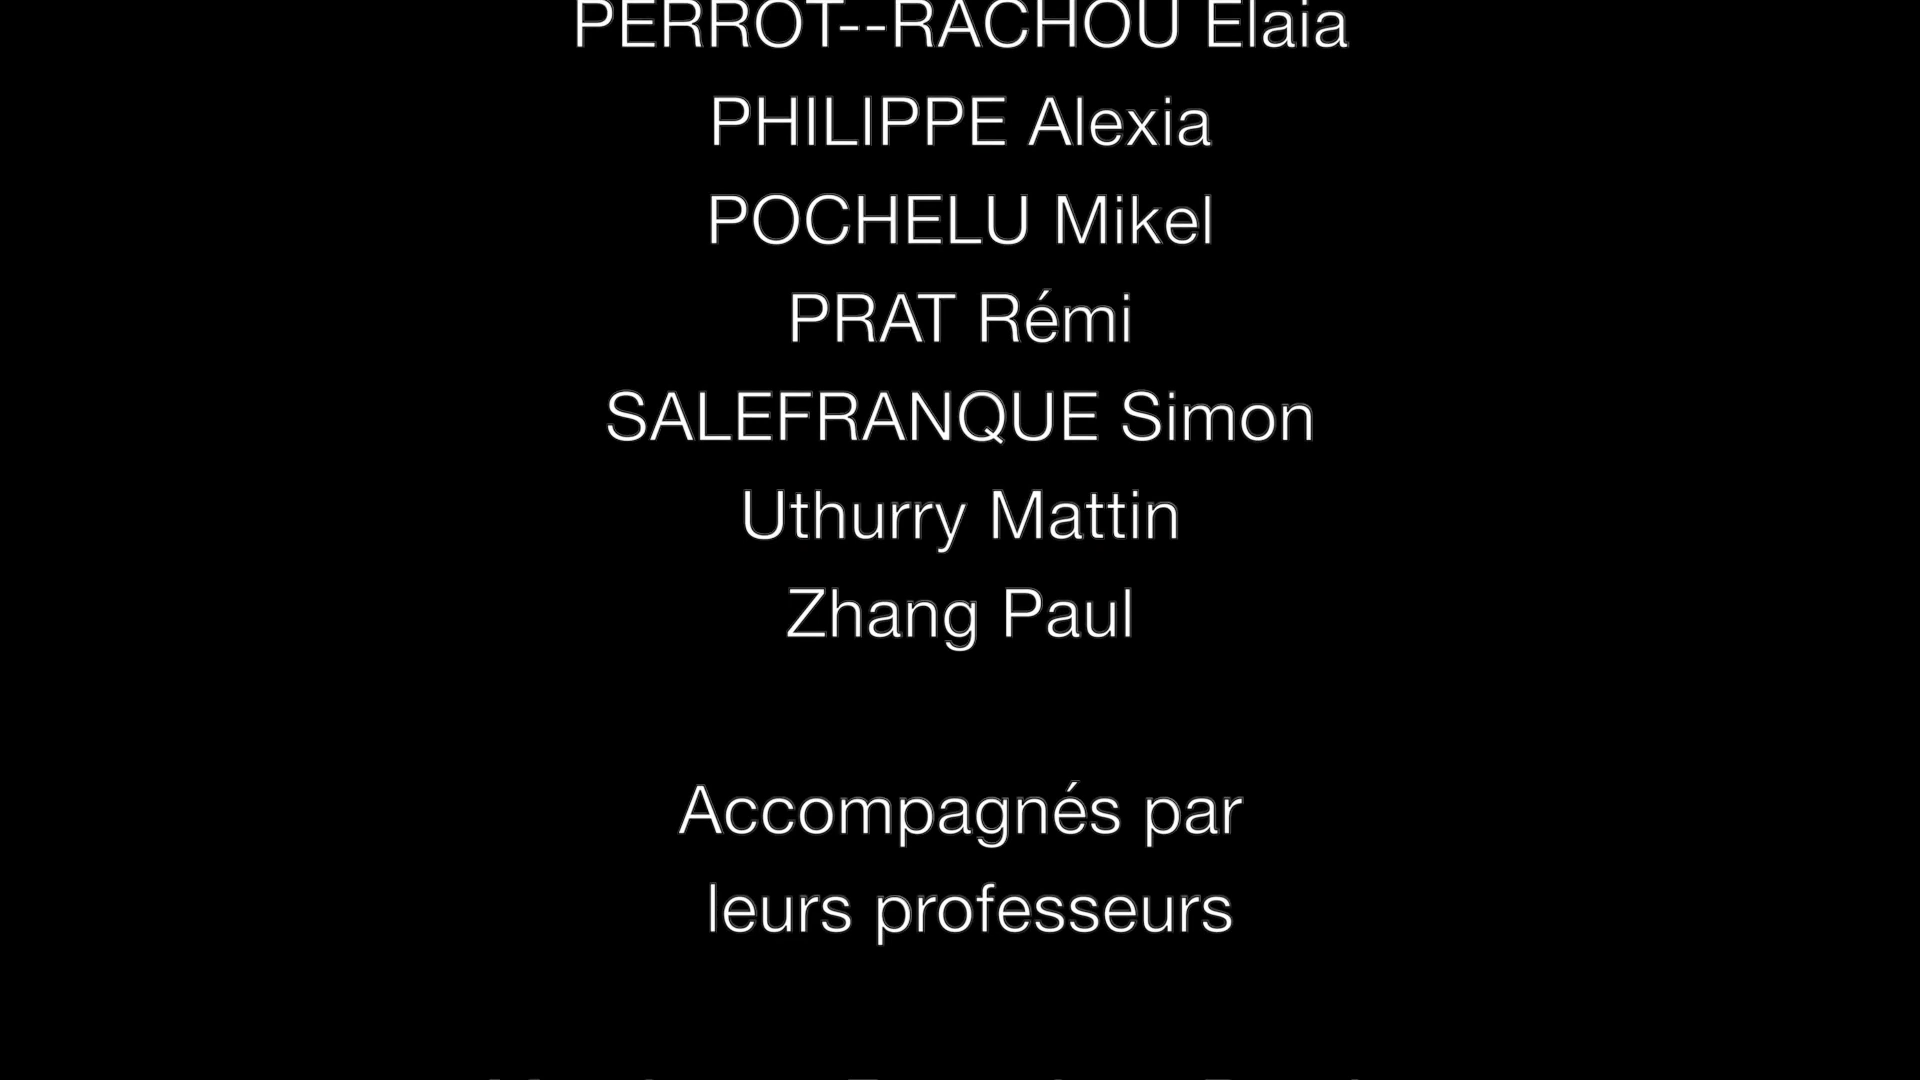 PERROT--RACHOU Elaia
PHILIPPE Alexia
POCHELU Mikel
PRAT Rémi
SALEFRANQUE Simon
Uthurry Mattin
Zhang Paul
Accompagnés par
leurs professeurs